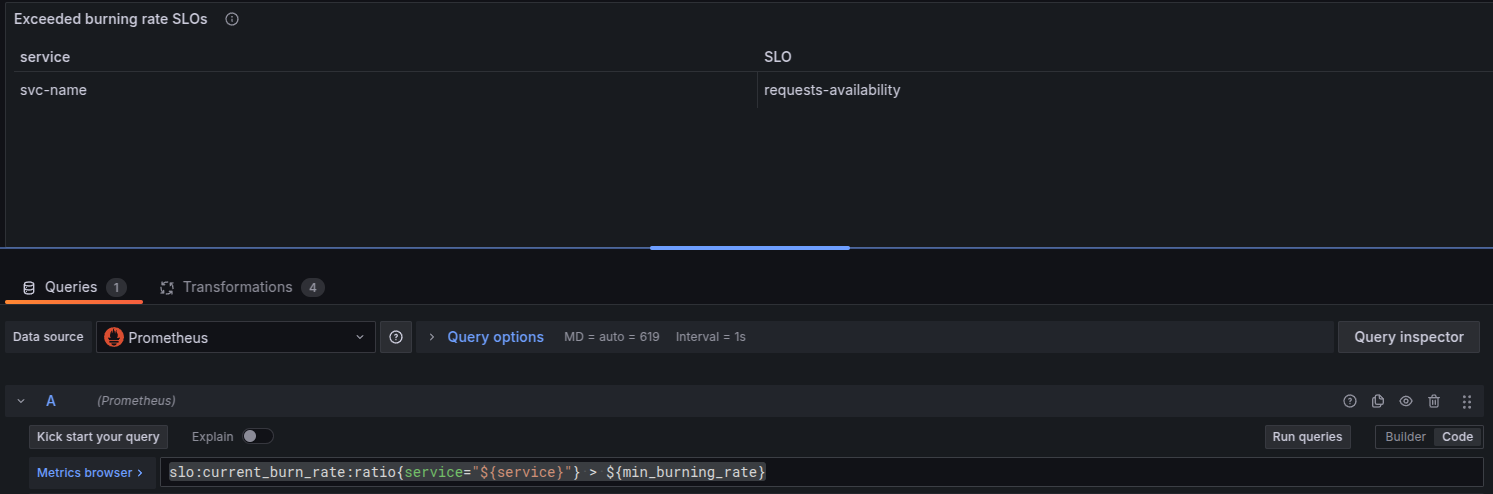 Exceeded burning rate SLOs
service SLO
svc-name requests-availability
Queries 1 Transformations 4
Data source Prometheus Query options MD = auto = 619 Interval = 1s Query inspector
A (Prometheus)
Kick start your query Explain Run queries Builder Code
Metrics browser > slo:current_burn_rate:ratio{service="${service}"} > ${min_burning_rate}